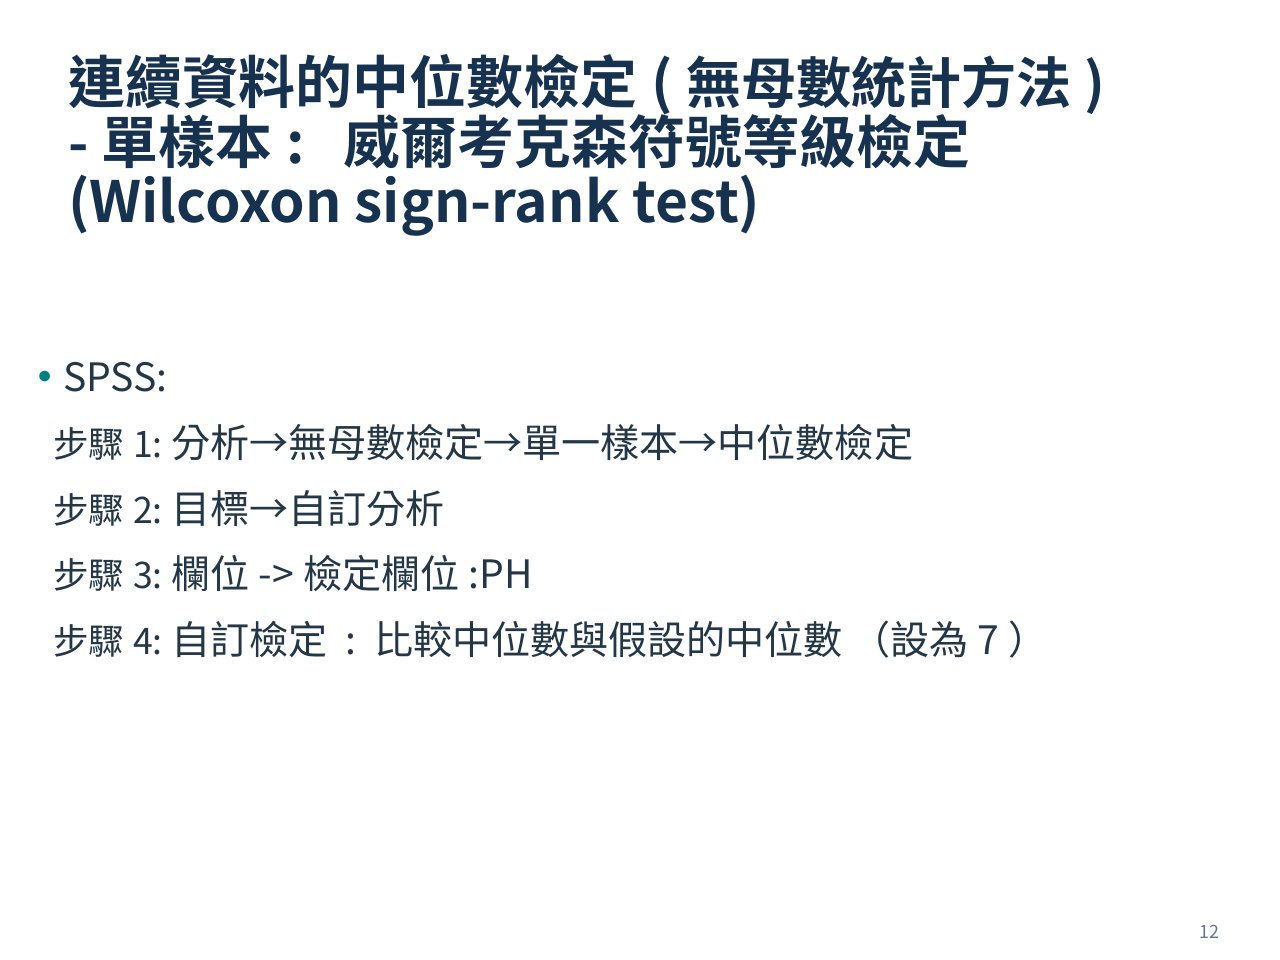 連續資料的中位數檢定 ( 無母數統計方法 )
- 單樣本 : 威爾考克森符號等級檢定
(Wilcoxon sign-rank test)
• SPSS:
步驟 1: 分析→無母數檢定→單一樣本→中位數檢定
步驟 2: 目標→自訂分析
步驟 3: 欄位 -> 檢定欄位 :PH
步驟 4: 自訂檢定 : 比較中位數與假設的中位數 （設為 7 ）
12